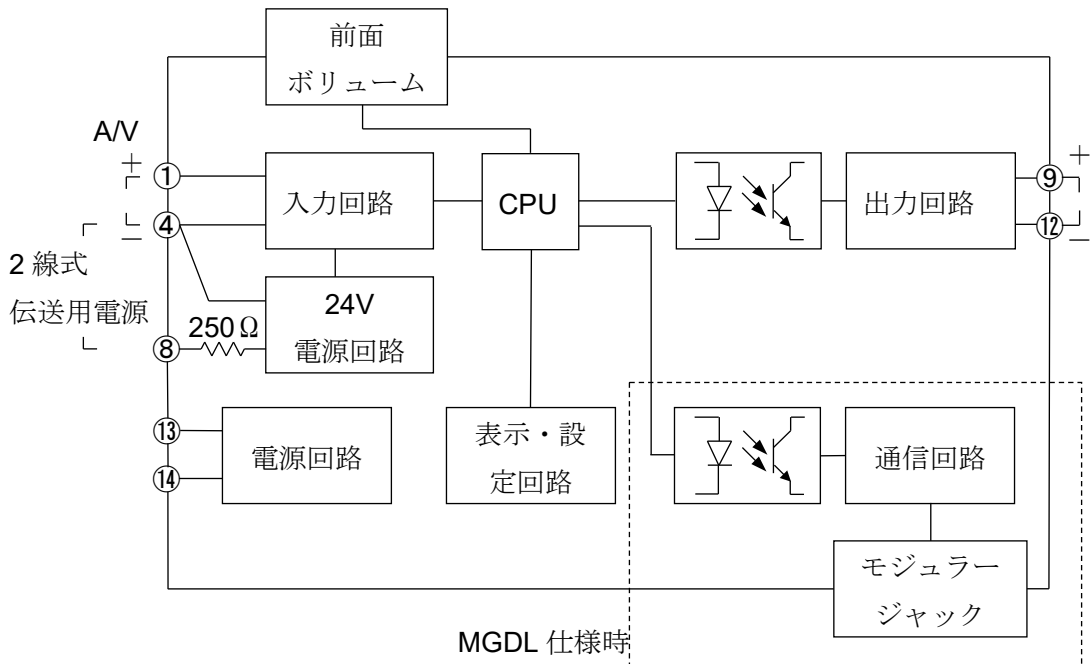 前面
ボリューム
A/V
+
①
④
−
入力回路
CPU
出力回路
+
⑨
⑫
−
2 線式
伝送用電源
24V
電源回路
250Ω
⑧
⑬
⑭
電源回路
表示・設
定回路
通信回路
モジュラー
ジャック
MGDL 仕様時